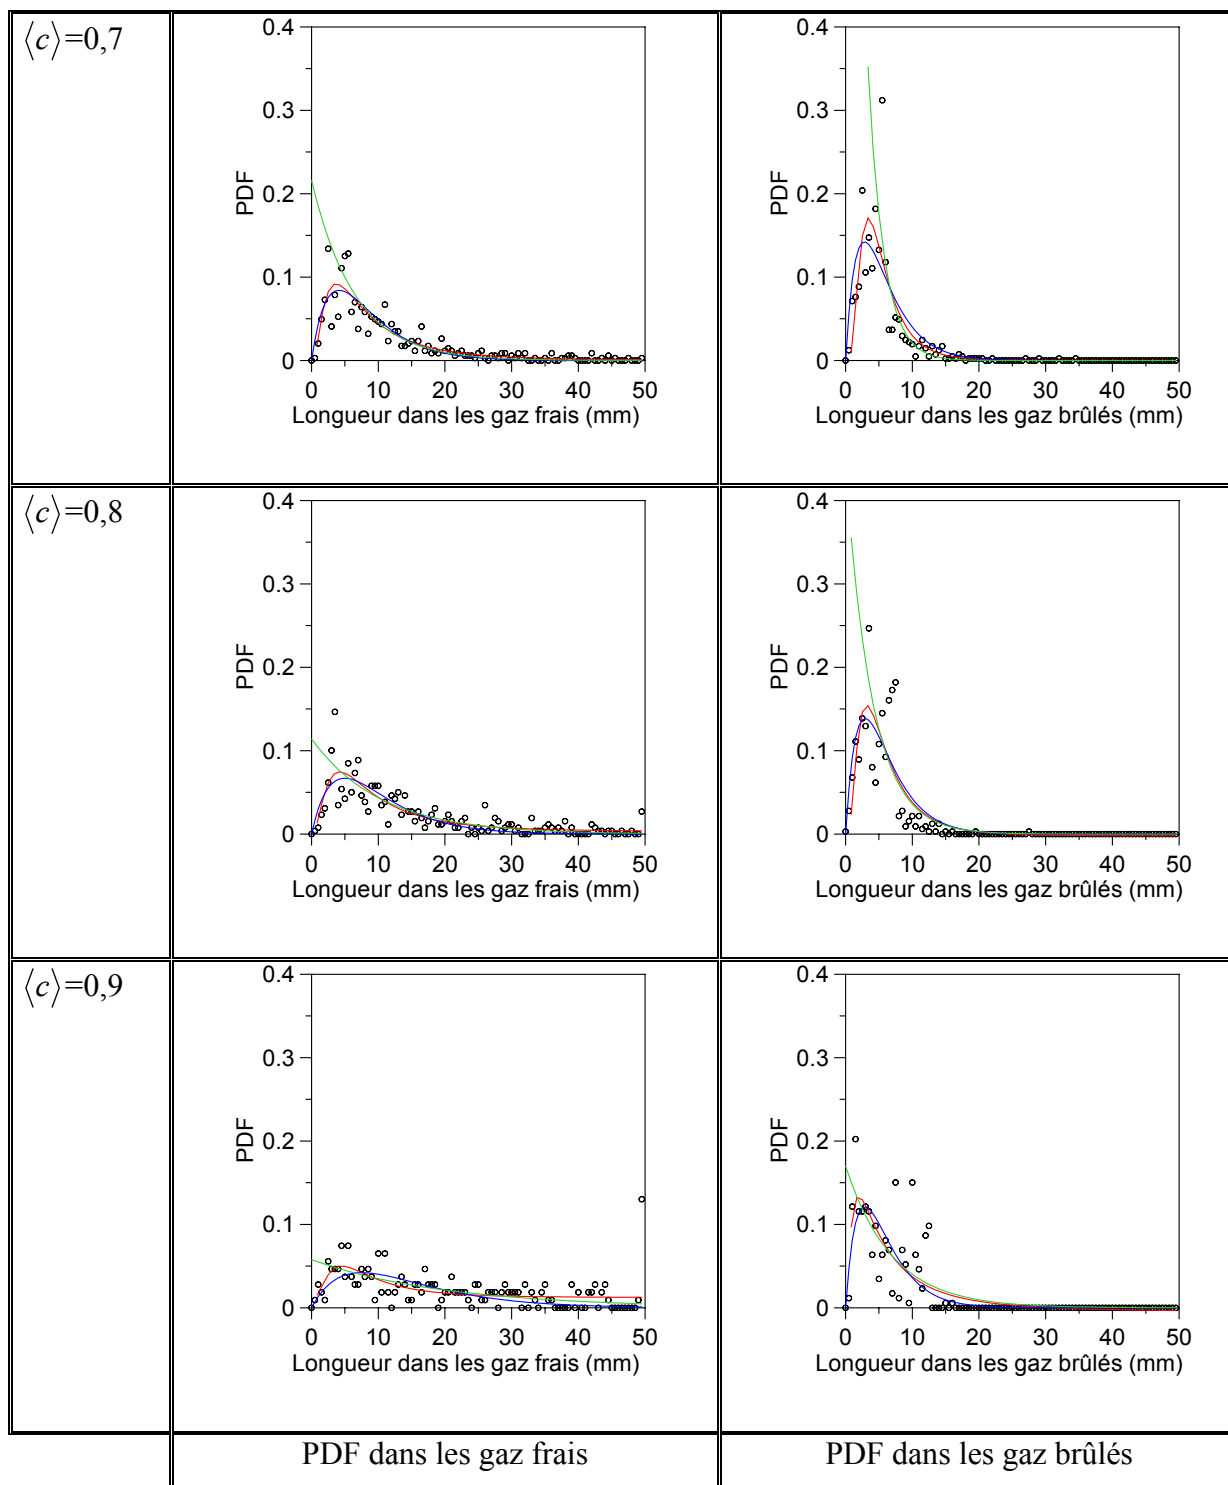 ⟨c⟩=0,7
0.4
0.3
0.2
0.1
0
PDF
0 10 20 30 40 50
Longueur dans les gaz frais (mm)
0.4
0.3
0.2
0.1
0
PDF
0 10 20 30 40 50
Longueur dans les gaz brûlés (mm)
⟨c⟩=0,8
0.4
0.3
0.2
0.1
0
PDF
0 10 20 30 40 50
Longueur dans les gaz frais (mm)
0.4
0.3
0.2
0.1
0
PDF
0 10 20 30 40 50
Longueur dans les gaz brûlés (mm)
⟨c⟩=0,9
0.4
0.3
0.2
0.1
0
PDF
0 10 20 30 40 50
Longueur dans les gaz frais (mm)
0.4
0.3
0.2
0.1
0
PDF
0 10 20 30 40 50
Longueur dans les gaz brûlés (mm)
PDF dans les gaz frais
PDF dans les gaz brûlés